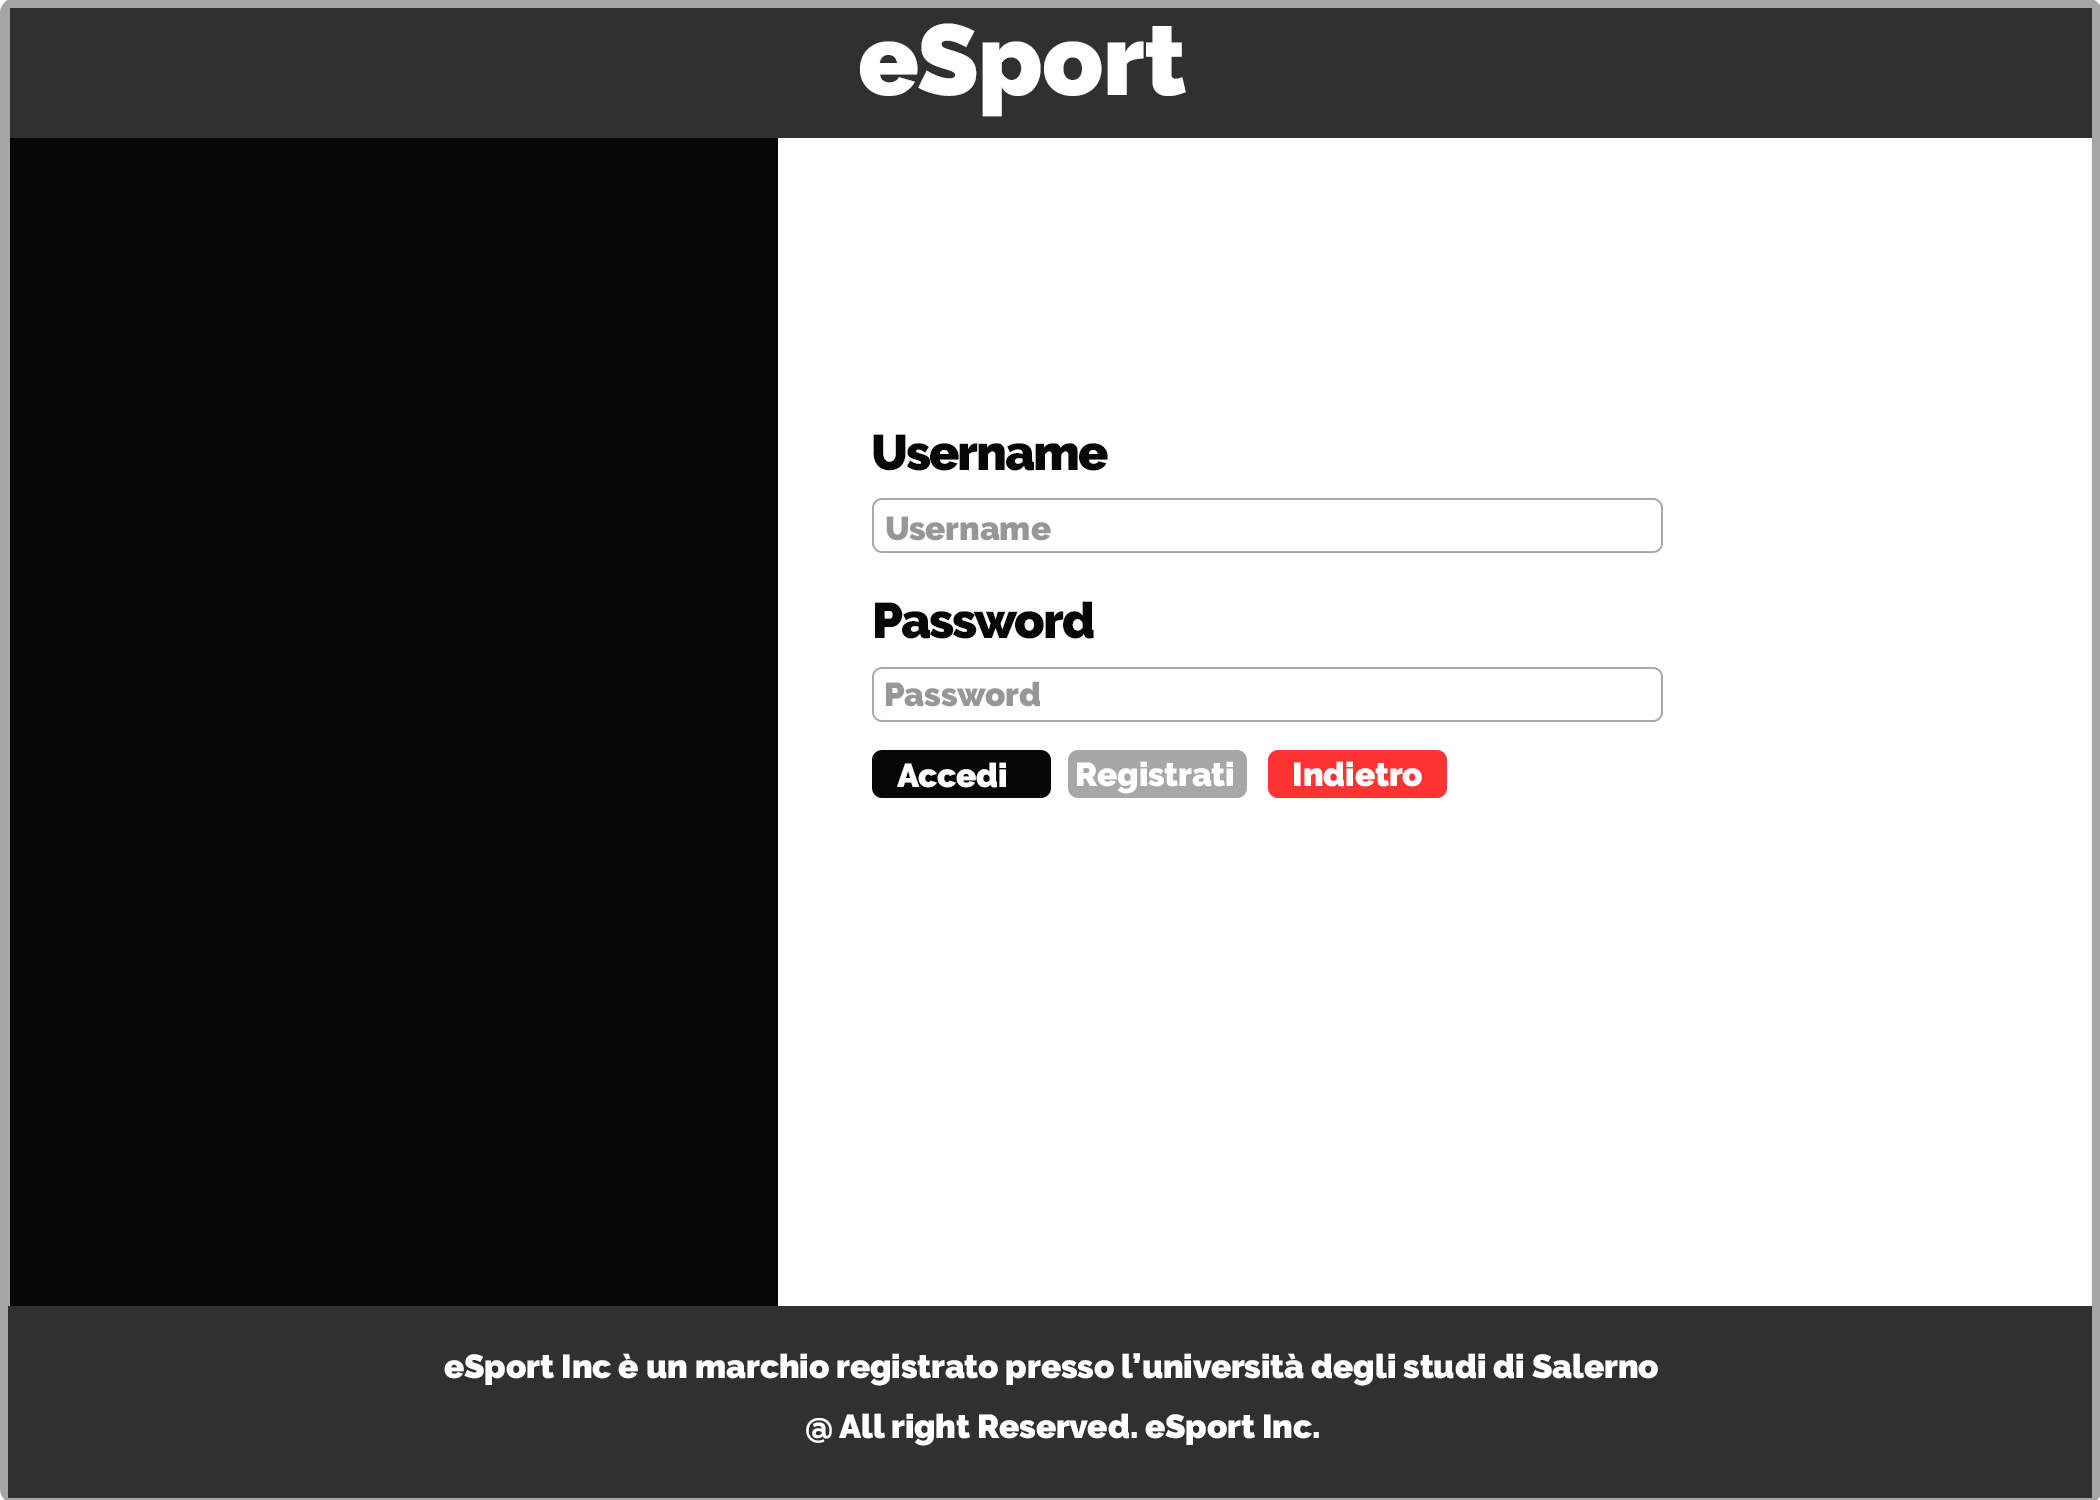 eSport
Username
Username
Password
Password
Accedi Registrati Indietro
eSport Inc è un marchio registrato presso l’università degli studi di Salerno
@ All right Reserved. eSport Inc.